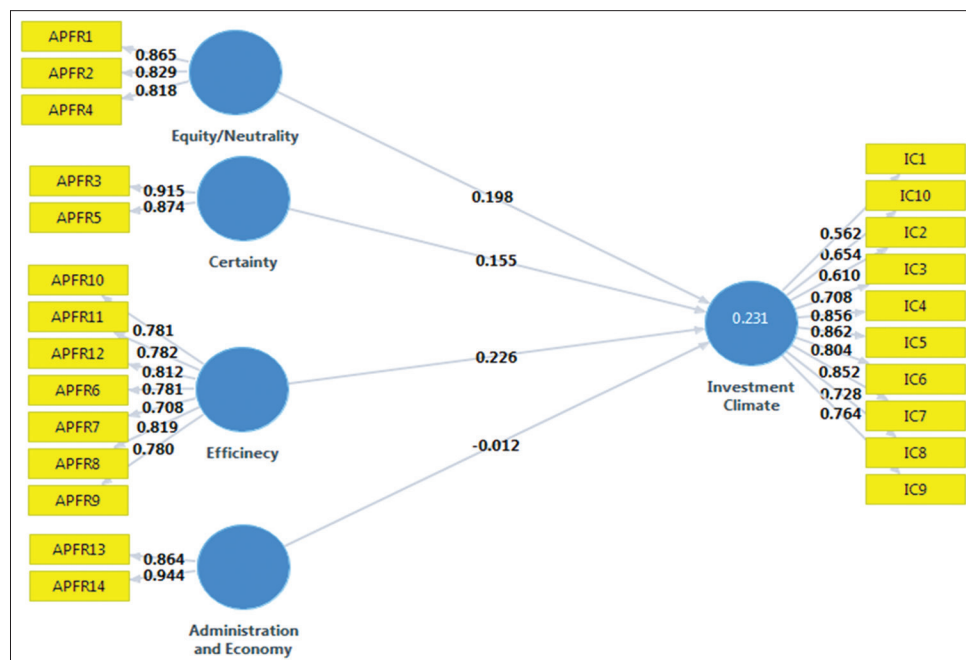 APFR1
0.865
APFR2
0.829
0.818
APFR4
Equity/Neutrality
APFR3
0.915
0.874
APFR5
Certainty
APFR10
APFR11
0.781
0.782
APFR12
0.812
APFR6
0.781
0.708
APFR7
0.819
APFR8
0.780
APFR9
Efficinecy
APFR13
0.864
APFR14
0.944
Administration
and Economy
0.198
0.155
0.226
-0.012
0.231
Investment
Climate
IC1
IC10
0.562
IC2
0.654
0.610
IC3
0.708
IC4
0.856
0.862
IC5
0.804
0.852
IC6
0.728
IC7
0.764
IC8
IC9